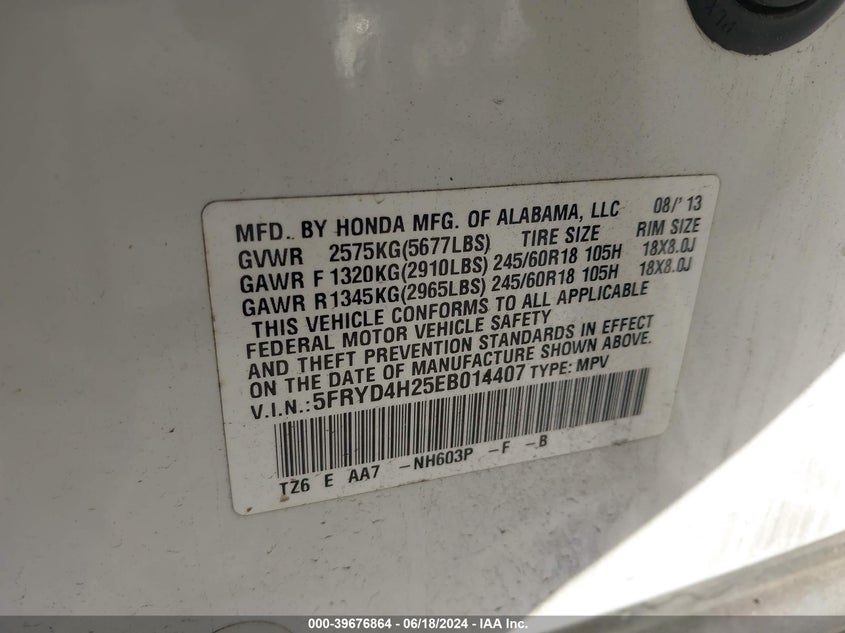 MFD. BY HONDA MFG. OF ALABAMA, LLC 08/'13
GVWR 2575KG(5677LBS) TIRE SIZE RIM SIZE
GAWR F 1320KG(2910LBS) 245/60R18 105H 18X8.0J
GAWR R 1345KG(2965LBS) 245/60R18 105H 18X8.0J
THIS VEHICLE CONFORMS TO ALL APPLICABLE
FEDERAL MOTOR VEHICLE SAFETY
AND THEFT PREVENTION STANDARDS IN EFFECT
ON THE DATE OF MANUFACTURE SHOWN ABOVE.
V.I.N.:5FRYD4H25EB014407 TYPE: MPV
TZ6 E AA7 -NH603P -F -B
000-39676864 - 06/18/2024 - IAA Inc.